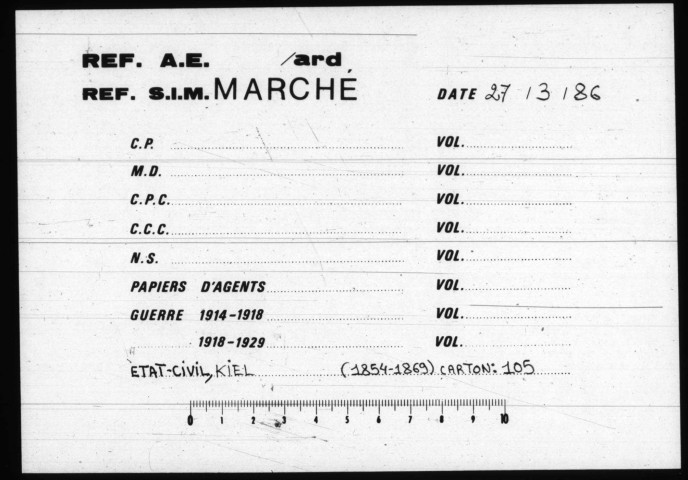 REF. A.E. /ard
REF. S.I.M. MARCHÉ DATE 27 / 3 / 86
C.P. VOL.
M.D. VOL.
C.P.C. VOL.
C.C.C. VOL.
N.S. VOL.
PAPIERS D'AGENTS VOL.
GUERRE 1914-1918 VOL.
1918-1929 VOL.
ETAT-CIVIL, KIEL (1854-1869) CARTON: 105
0 1 2 3 4 5 6 7 8 9 10